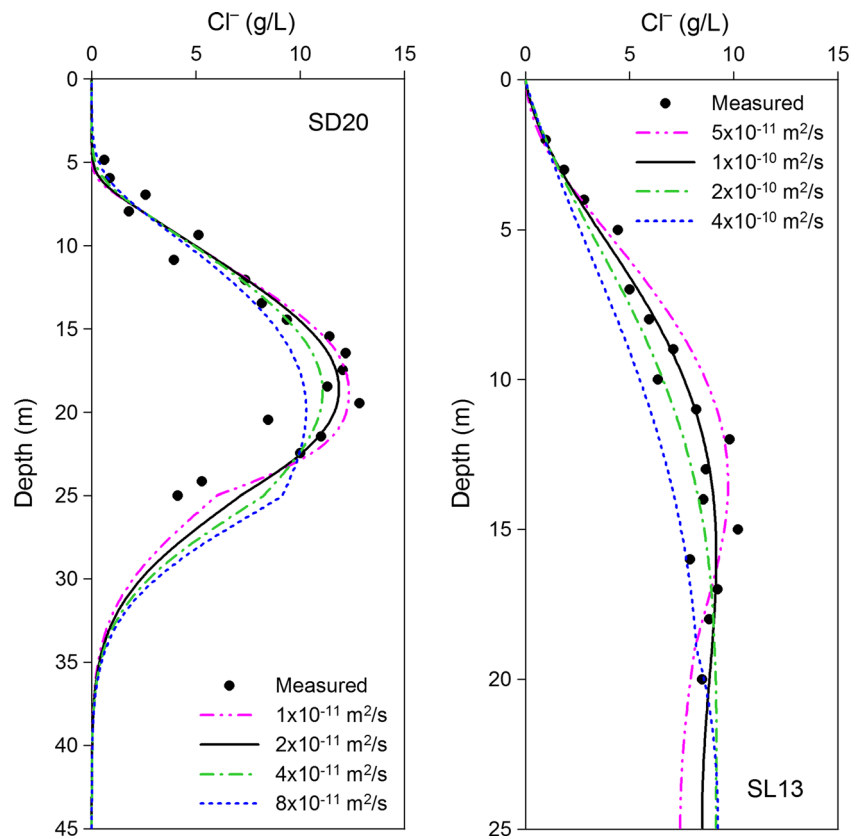 Cl⁻ (g/L)
0 5 10 15
0
5
10
15
20
25
30
35
40
45
Depth (m)
SD20
Measured
1x10⁻¹¹ m²/s
2x10⁻¹¹ m²/s
4x10⁻¹¹ m²/s
8x10⁻¹¹ m²/s
Cl⁻ (g/L)
0 5 10 15
0
5
10
15
20
25
Depth (m)
Measured
5x10⁻¹¹ m²/s
1x10⁻¹⁰ m²/s
2x10⁻¹⁰ m²/s
4x10⁻¹⁰ m²/s
SL13